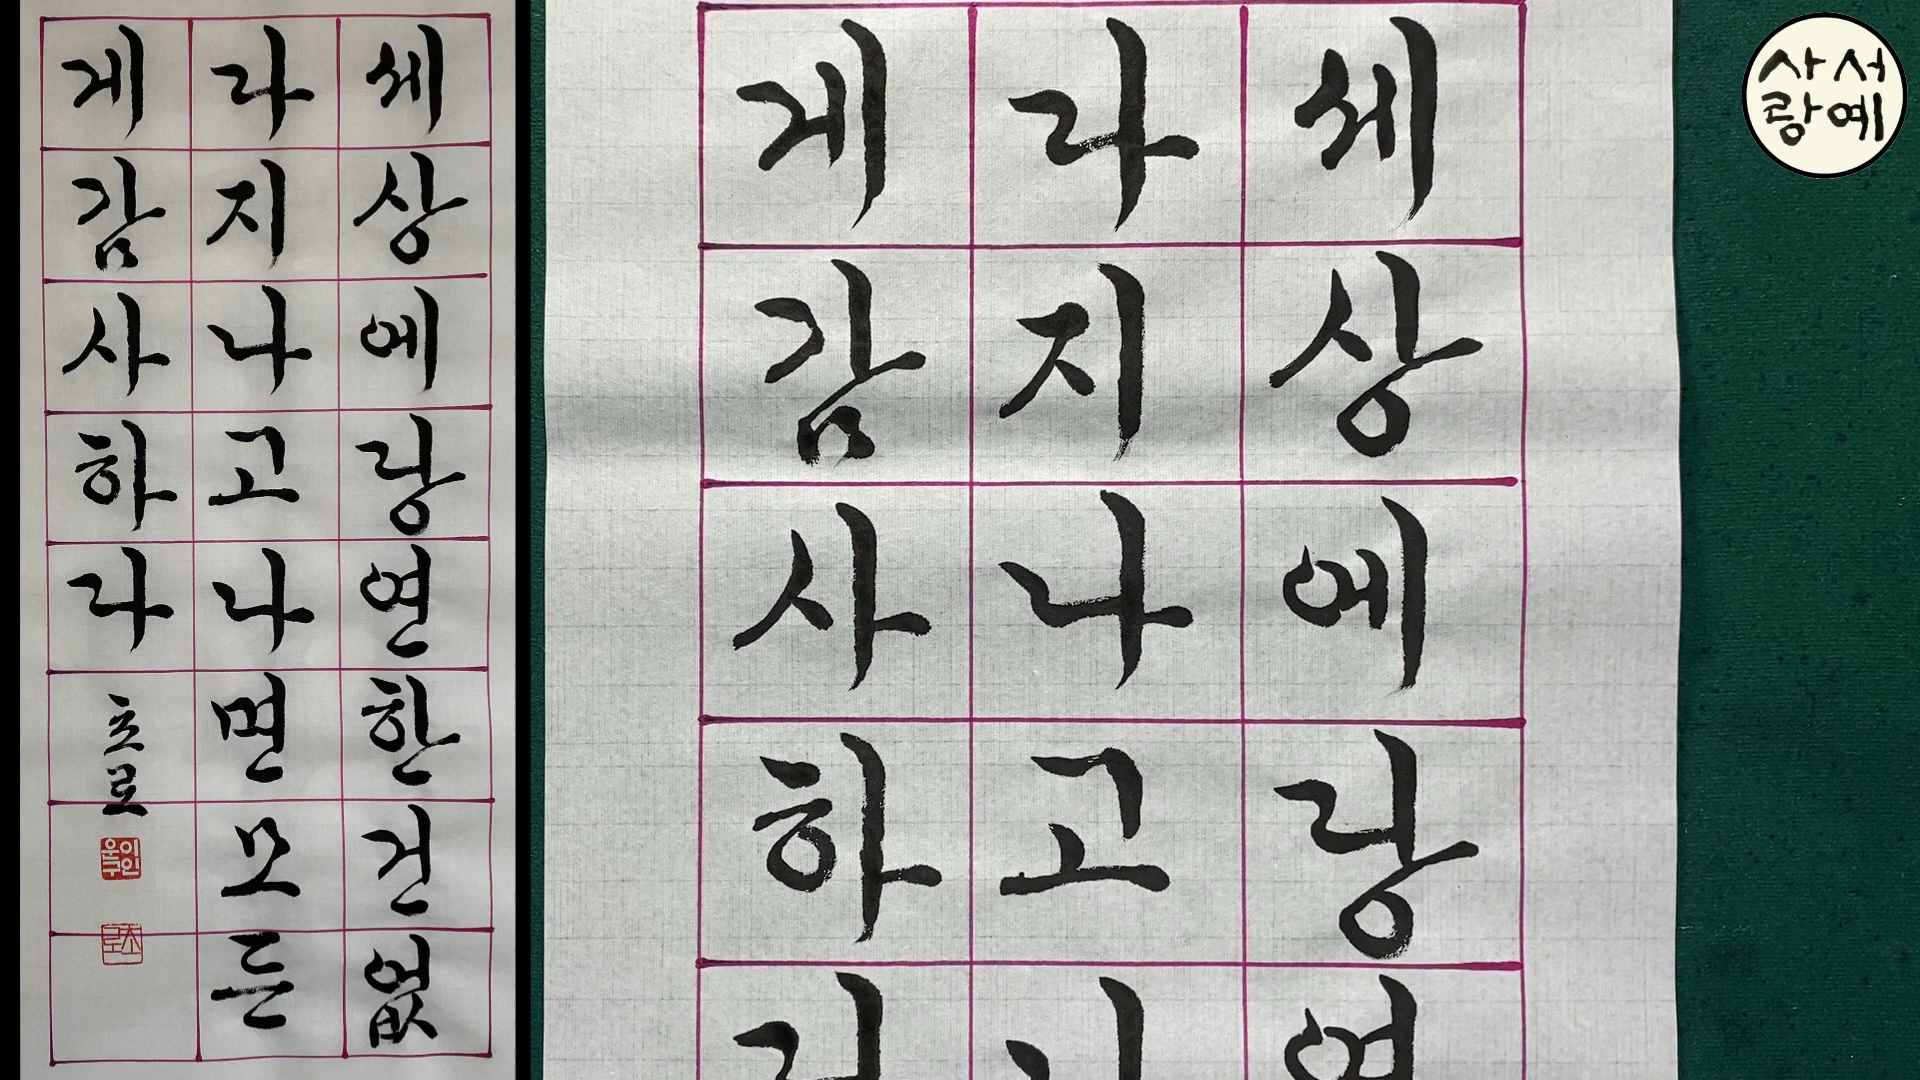 세상에당연한건없
다지나고나면모든
게감사하다
초로
초로
세상에당
다지나고
게감사하
서예
사랑